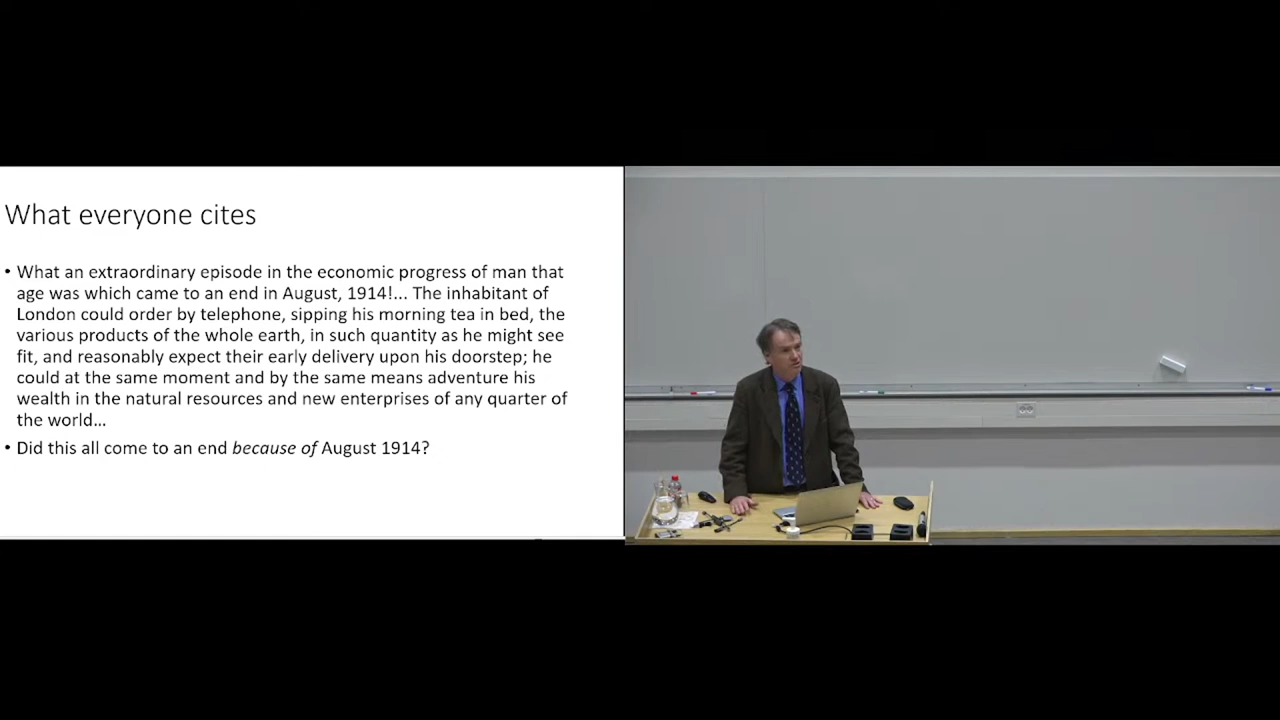 What everyone cites
• What an extraordinary episode in the economic progress of man that
age was which came to an end in August, 1914!... The inhabitant of
London could order by telephone, sipping his morning tea in bed, the
various products of the whole earth, in such quantity as he might see
fit, and reasonably expect their early delivery upon his doorstep; he
could at the same moment and by the same means adventure his
wealth in the natural resources and new enterprises of any quarter of
the world…
• Did this all come to an end because of August 1914?